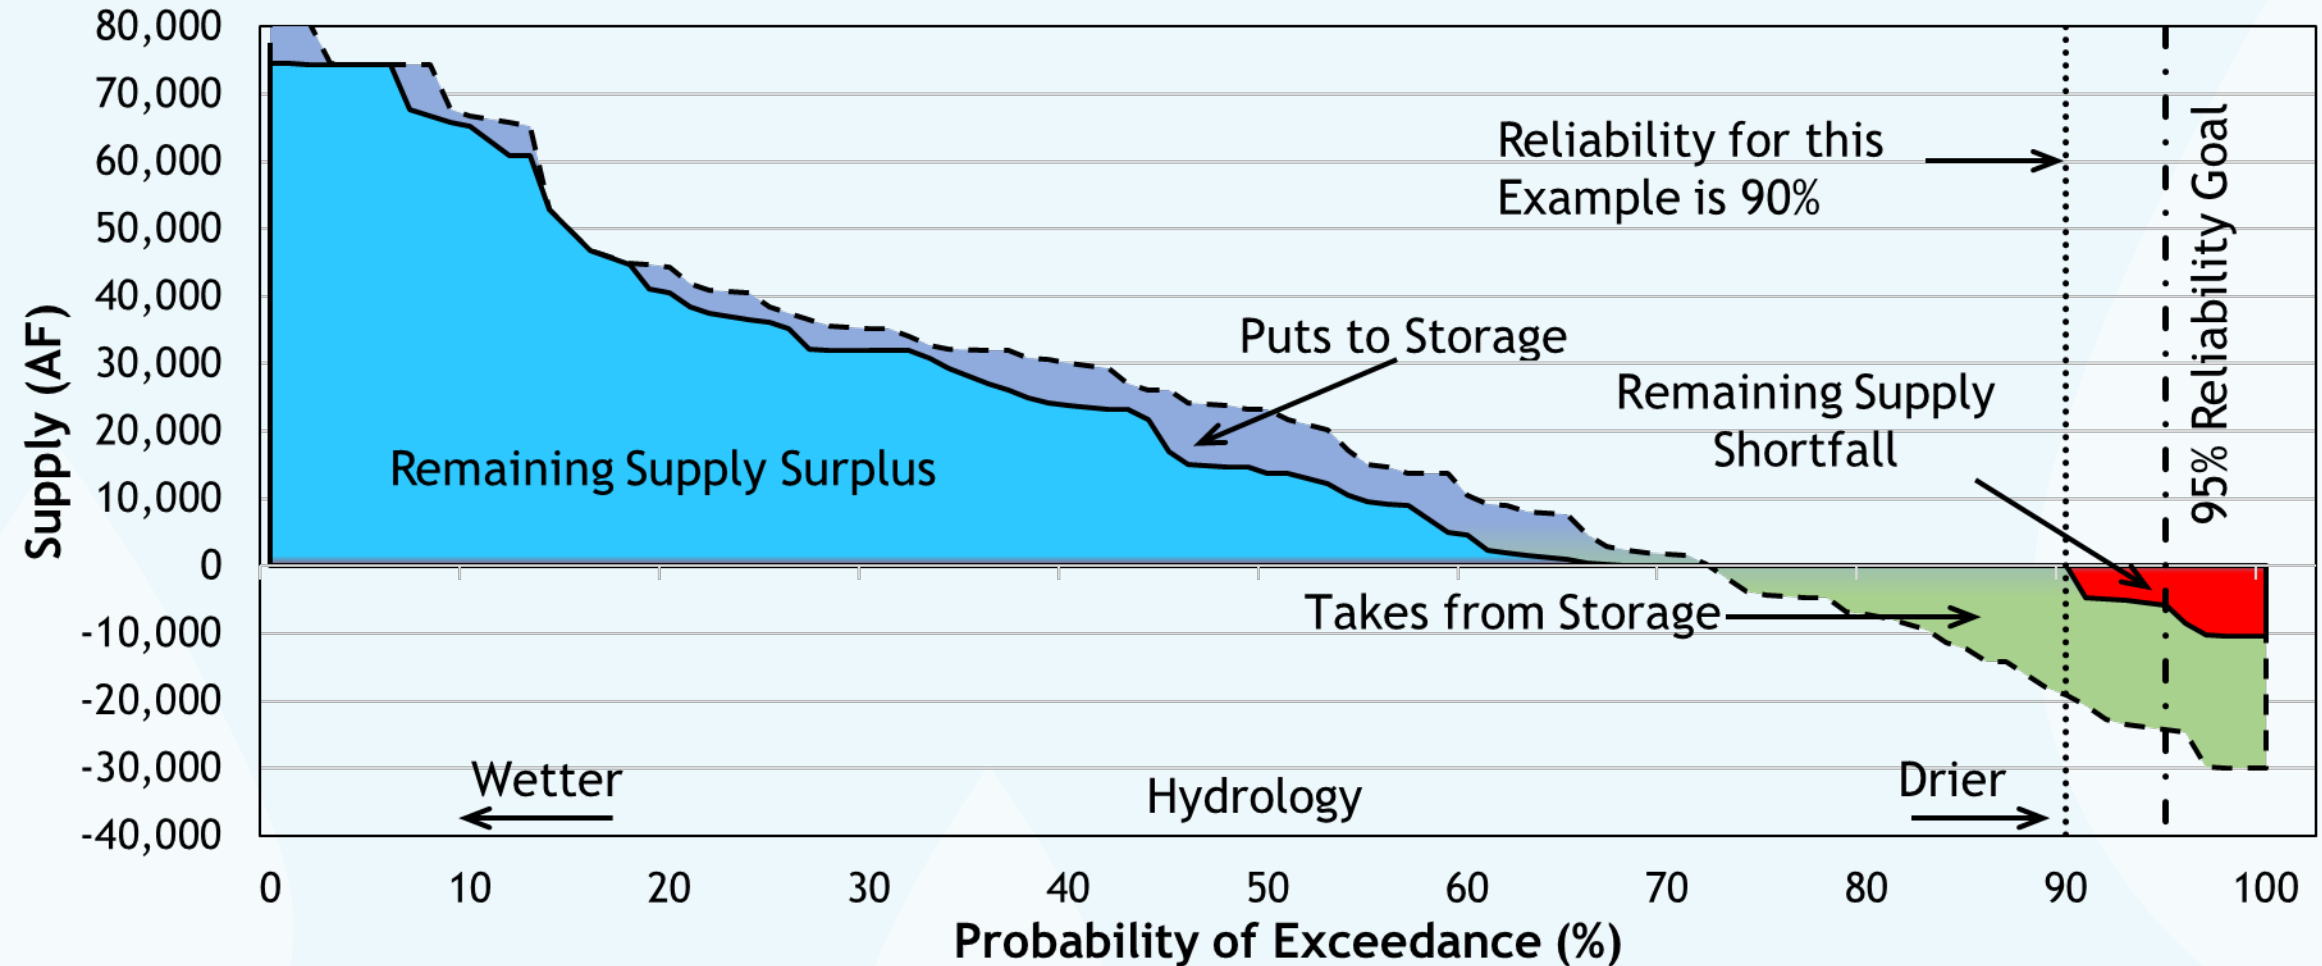 80,000
70,000
60,000
50,000
40,000
30,000
20,000
10,000
0
-10,000
-20,000
-30,000
-40,000
Supply (AF)
Reliability for this
Example is 90%
95% Reliability Goal
Puts to Storage
Remaining Supply
Shortfall
Remaining Supply Surplus
Takes from Storage
Wetter
Hydrology
Drier
0 10 20 30 40 50 60 70 80 90 100
Probability of Exceedance (%)